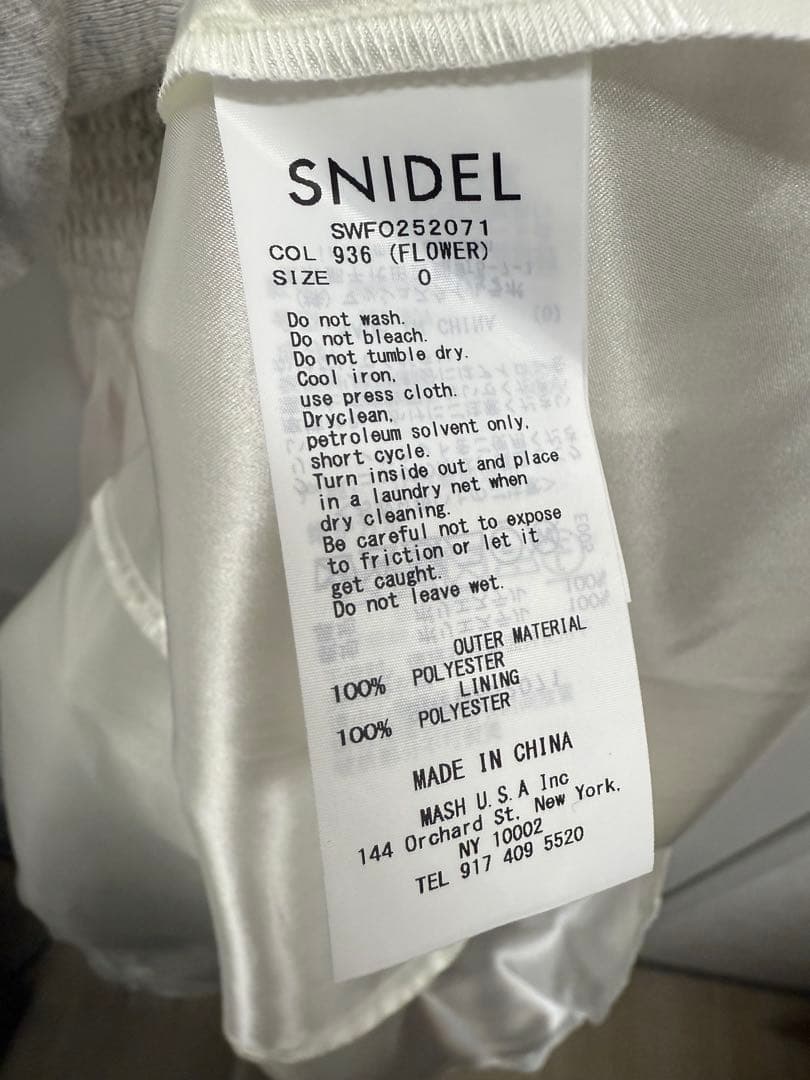 SNIDEL
SWFO252071
COL 936 (FLOWER)
SIZE 0
Do not wash.
Do not bleach.
Do not tumble dry.
Cool iron,
use press cloth.
Dryclean,
petroleum solvent only,
short cycle.
Turn inside out and place
in a laundry net when
dry cleaning.
Be careful not to expose
to friction or let it
get caught.
Do not leave wet.
OUTER MATERIAL
100% POLYESTER
LINING
100% POLYESTER
MADE IN CHINA
MASH U.S.A Inc
144 Orchard St, New York,
NY 10002
TEL 917 409 5520